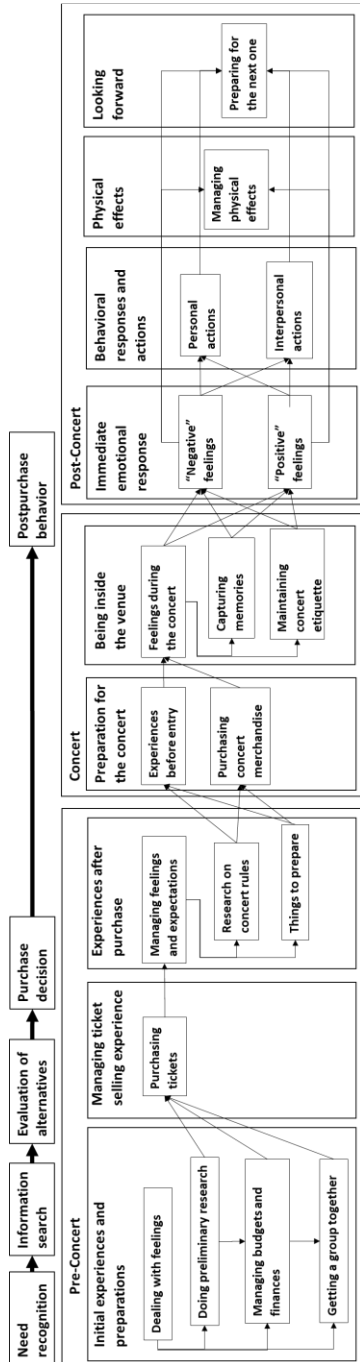 Need
recognition
Information
search
Evaluation of
alternatives
Purchase
decision
Postpurchase
behavior
Pre-Concert
Initial experiences and
preparations
Dealing with feelings
Doing preliminary research
Managing budgets and
finances
Getting a group together
Managing ticket
selling experience
Purchasing
tickets
Experiences after
purchase
Managing feelings
and expectations
Research on
concert rules
Things to prepare
Concert
Preparation for
the concert
Experiences
before entry
Purchasing
concert
merchandise
Being inside
the venue
Feelings during
the concert
Capturing
memories
Maintaining
concert
etiquette
Post-Concert
Immediate
emotional
response
“Negative”
feelings
“Positive”
feelings
Behavioral
responses and
actions
Personal
actions
Interpersonal
actions
Physical
effects
Managing
physical
effects
Looking
forward
Preparing for
the next one